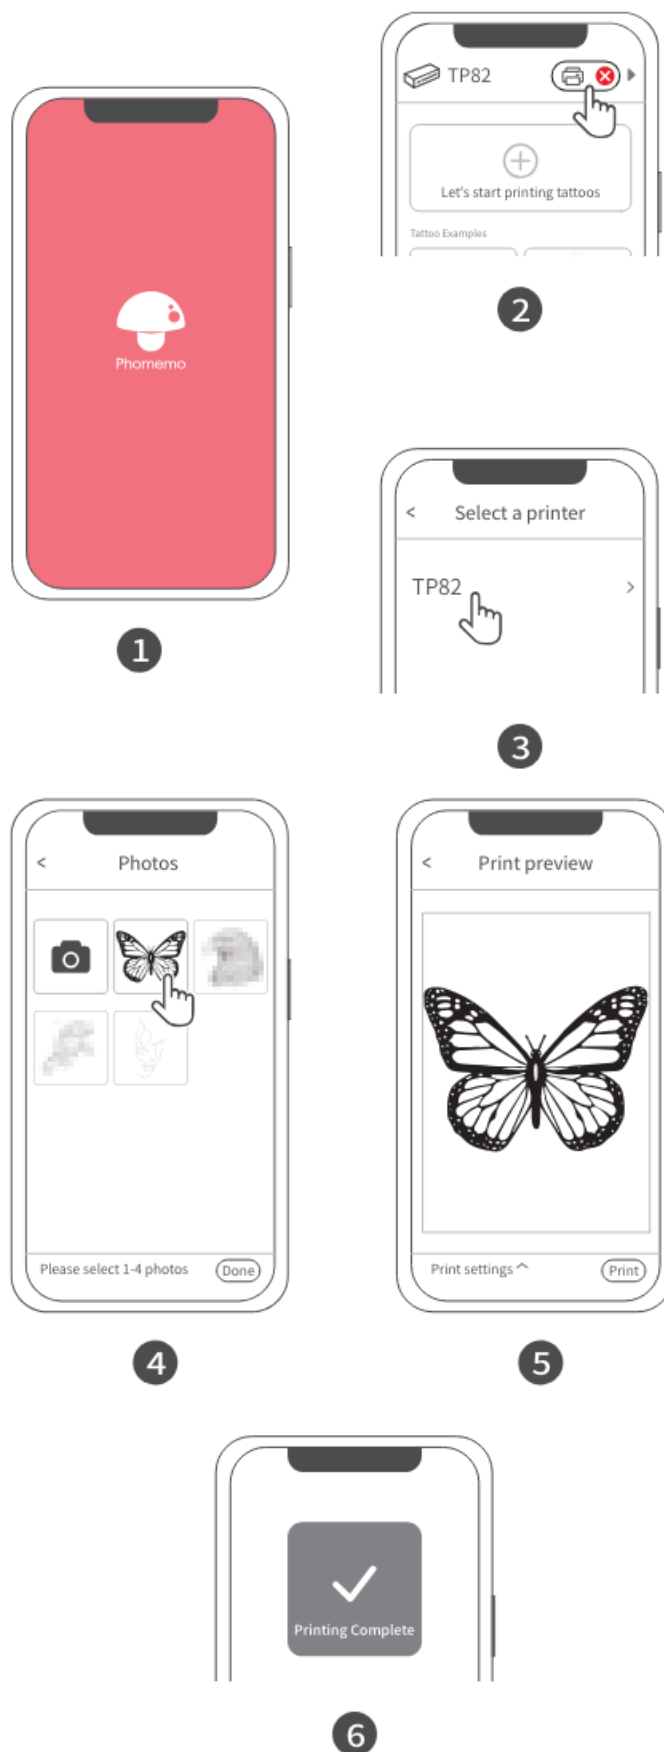 Phomemo
1
TP82
Let's start printing tattoos
Tattoo Examples
2
< Select a printer
TP82 >
3
< Photos
Please select 1-4 photos Done
4
< Print preview
Print settings ^ Print
5
Printing Complete
6